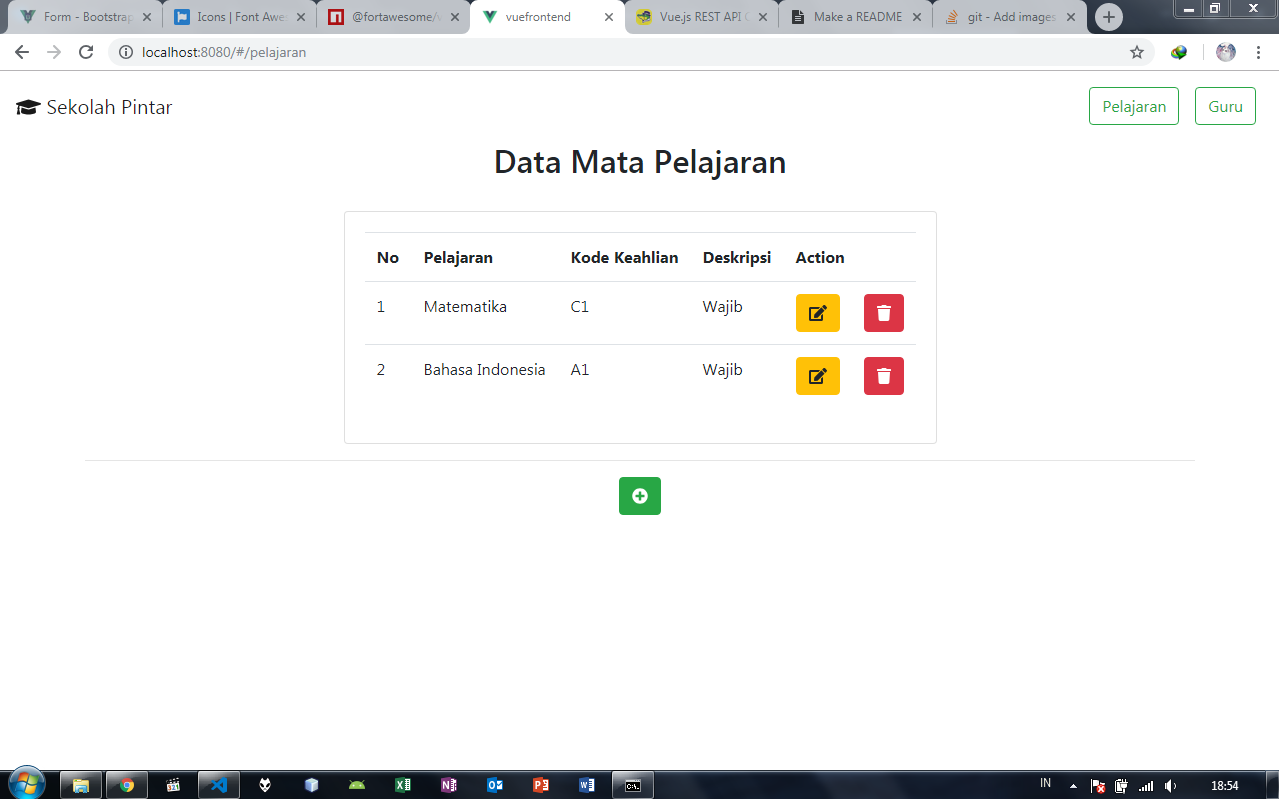 Form - Bootstrap
Icons | Font Awes
@fortawesome/v
vuefrontend
Vue.js REST API C
Make a README
git - Add images
localhost:8080/#/pelajaran
Sekolah Pintar
Pelajaran
Guru
Data Mata Pelajaran
No Pelajaran Kode Keahlian Deskripsi Action
1 Matematika C1 Wajib
2 Bahasa Indonesia A1 Wajib
IN
18:54